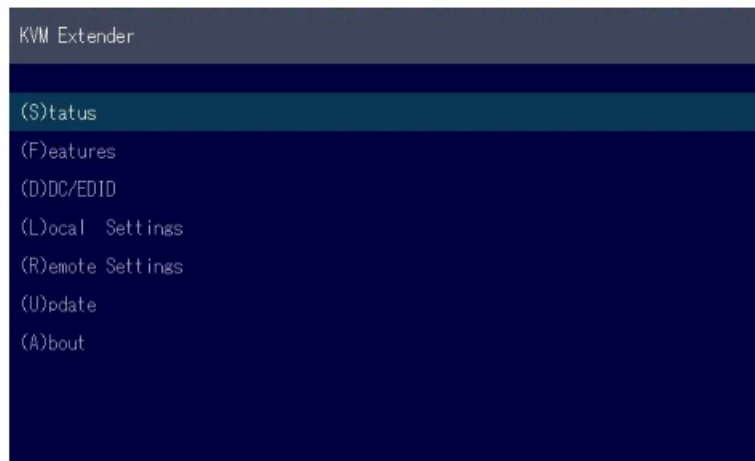 KVM Extender
(S)tatus
(F)eatures
(D)DC/EDID
(L)ocal  Settings
(R)emote Settings
(U)pdate
(A)bout